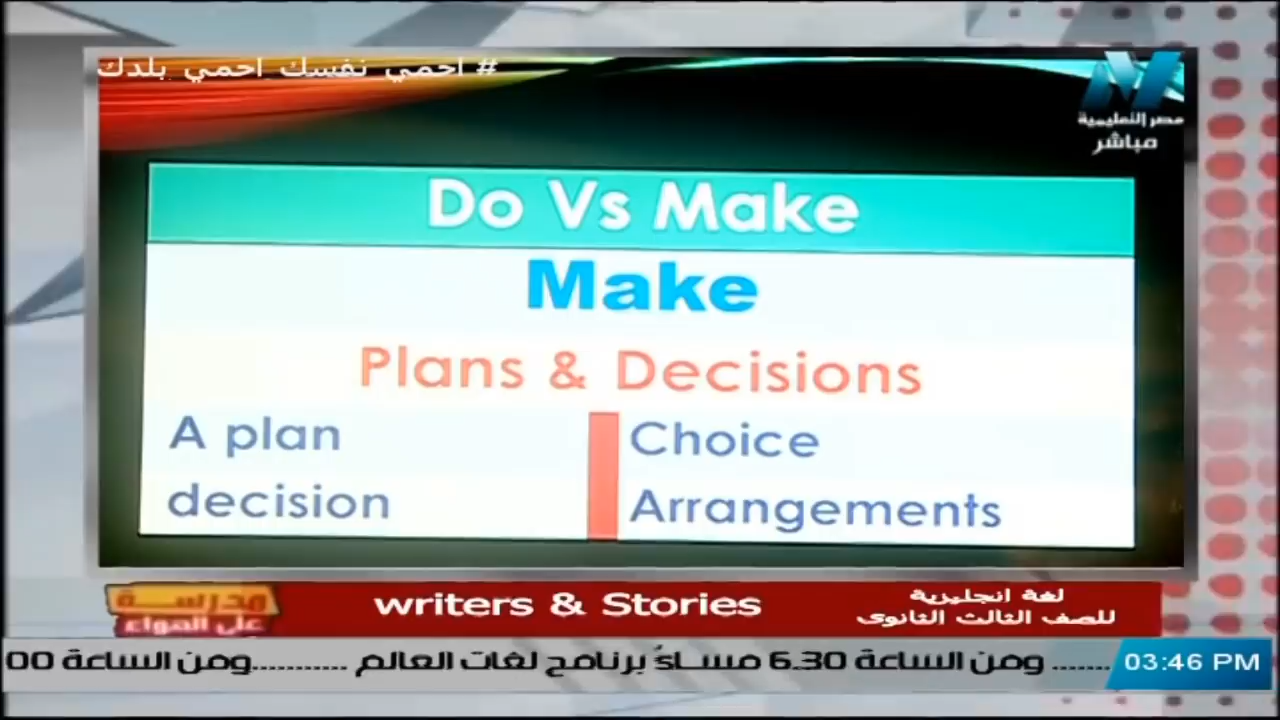 # احمي نفسك احمي بلدك
مصر التعليمية
مباشر
Do Vs Make
Make
Plans & Decisions
A plan
Choice
decision
Arrangements
مدرسة
على الهواء
writers & Stories
لغة انجليزية
للصف الثالث الثانوى
....... ومن الساعة 6.30 مساءً برنامج لغات العالم ............ومن الساعة 00
03:46 PM